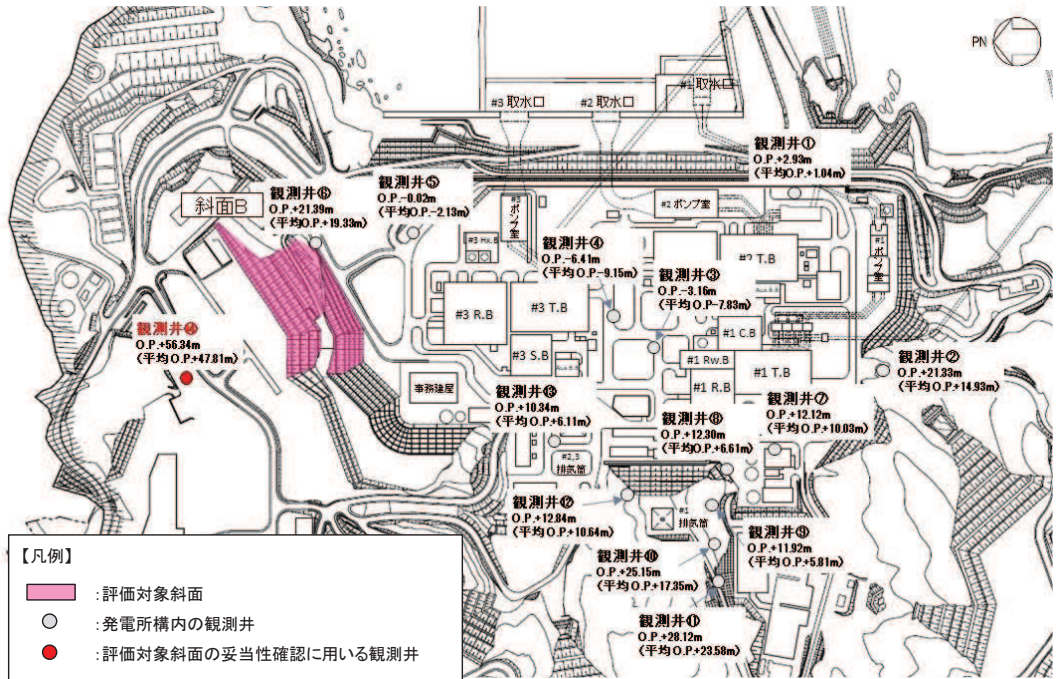 PN
#3 取水口
#2 取水口
#1 取水口
観測井①
O.P.+2.93m
(平均O.P.+1.04m)
観測井⑤
O.P.-0.02m
(平均O.P.-2.13m)
観測井⑥
O.P.+21.39m
(平均O.P.+19.33m)
斜面B
#3
ポンプ室
#2 ポンプ室
#1
ポンプ室
#3 Hx.B
観測井④
O.P.-6.41m
(平均O.P.-9.15m)
#2 T.B
観測井③
O.P.-3.16m
(平均O.P-7.83m)
#3 R.B
#3 T.B
観測井⑭
O.P.+56.34m
(平均O.P.+47.81m)
#1 C.B
#3 S.B
#1 Rw.B
#1 R.B
#1 T.B
観測井②
O.P.+21.33m
(平均O.P.+14.93m)
事務建屋
観測井⑬
O.P.+10.34m
(平均O.P.+6.11m)
観測井⑦
O.P.+12.12m
(平均O.P.+10.03m)
観測井⑧
O.P.+12.30m
(平均O.P.+6.61m)
#2,3
排気筒
観測井⑫
O.P.+12.84m
(平均O.P.+10.64m)
#1
排気筒
観測井⑨
O.P.+11.92m
(平均O.P.+5.81m)
観測井⑩
O.P.+25.15m
(平均O.P.+17.35m)
観測井⑪
O.P.+28.12m
(平均O.P.+23.58m)
【凡例】
:評価対象斜面
:発電所構内の観測井
:評価対象斜面の妥当性確認に用いる観測井